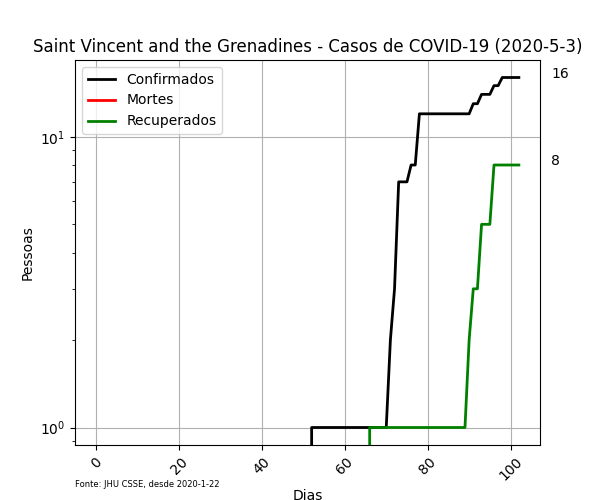 Saint Vincent and the Grenadines - Casos de COVID-19 (2020-5-3)
Confirmados
Mortes
Recuperados
16
8
10¹
10⁰
Pessoas
0
20
40
60
80
100
Fonte: JHU CSSE, desde 2020-1-22
Dias